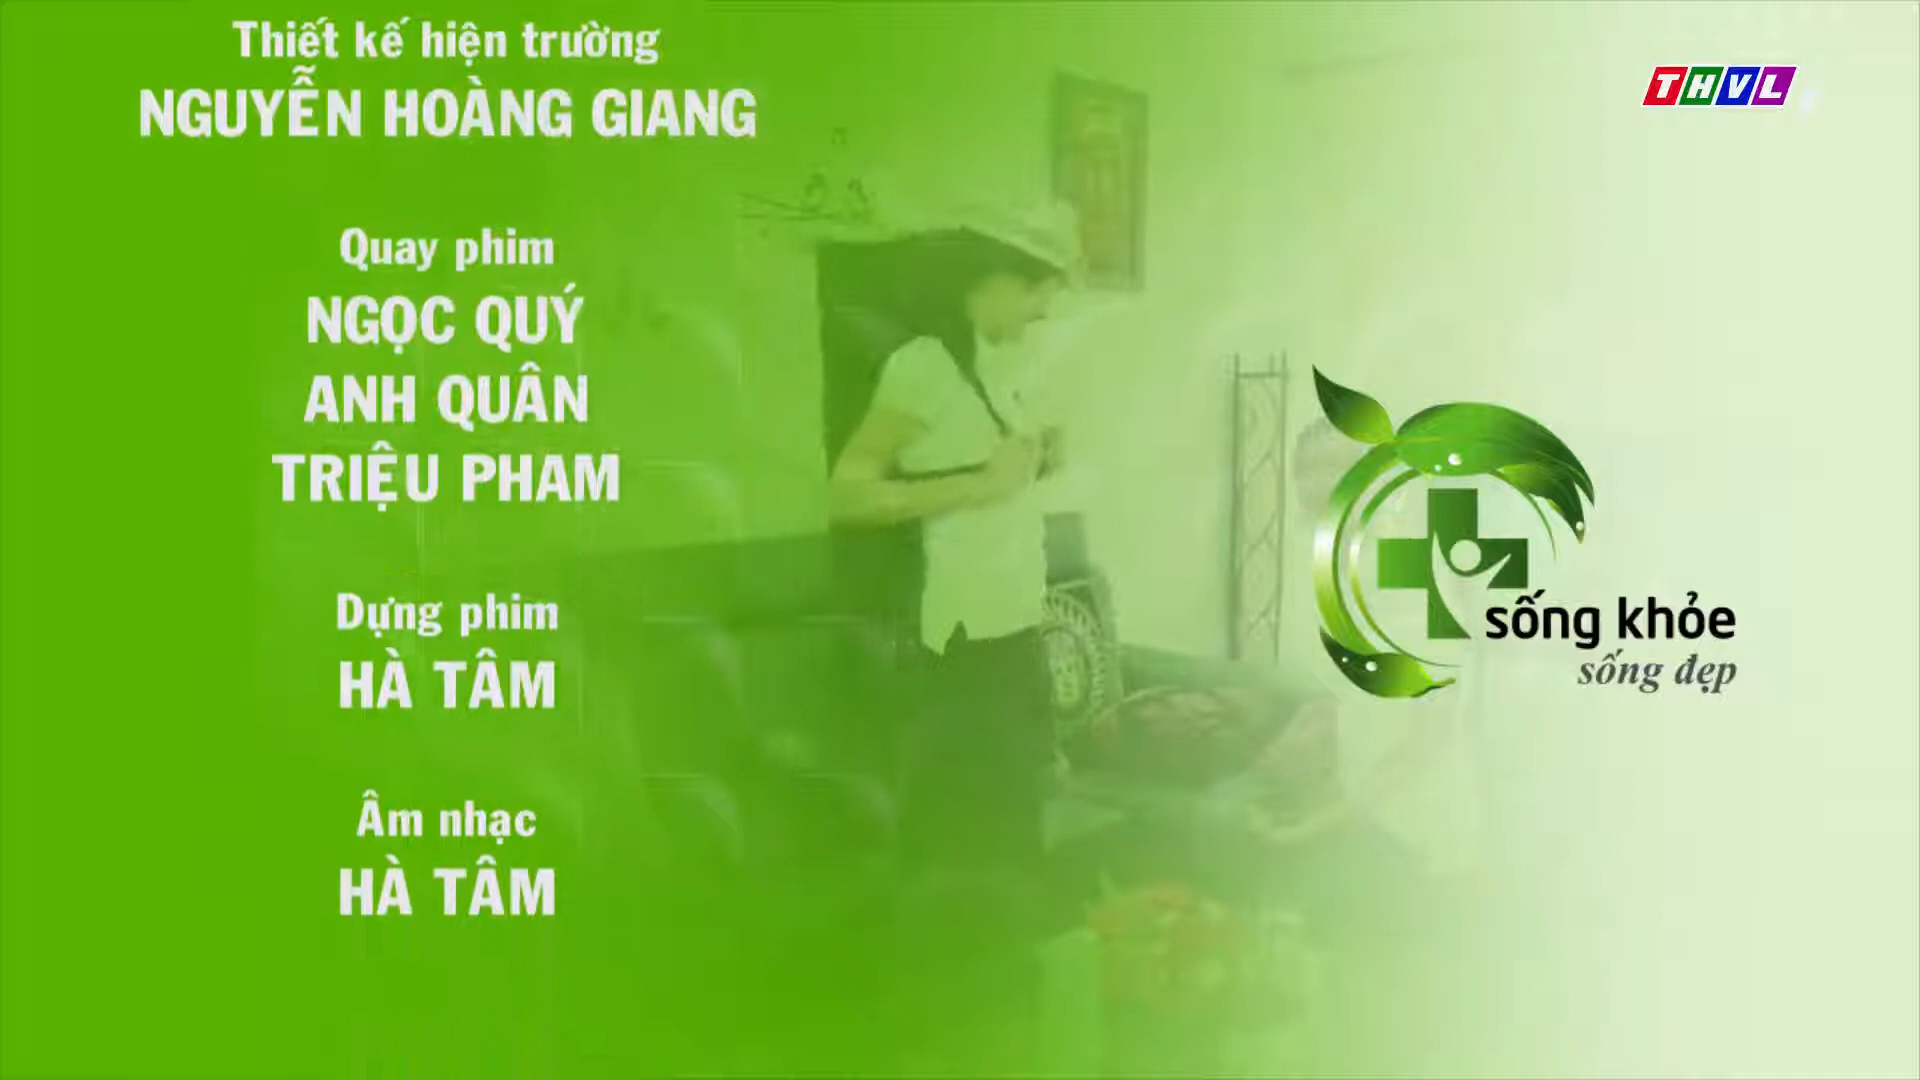 Thiết kế hiện trường
NGUYỄN HOÀNG GIANG
THVL
Quay phim
NGỌC QUÝ
ANH QUÂN
TRIỆU PHAM
Dựng phim
HÀ TÂM
Âm nhạc
HÀ TÂM
sống khỏe
sống đẹp